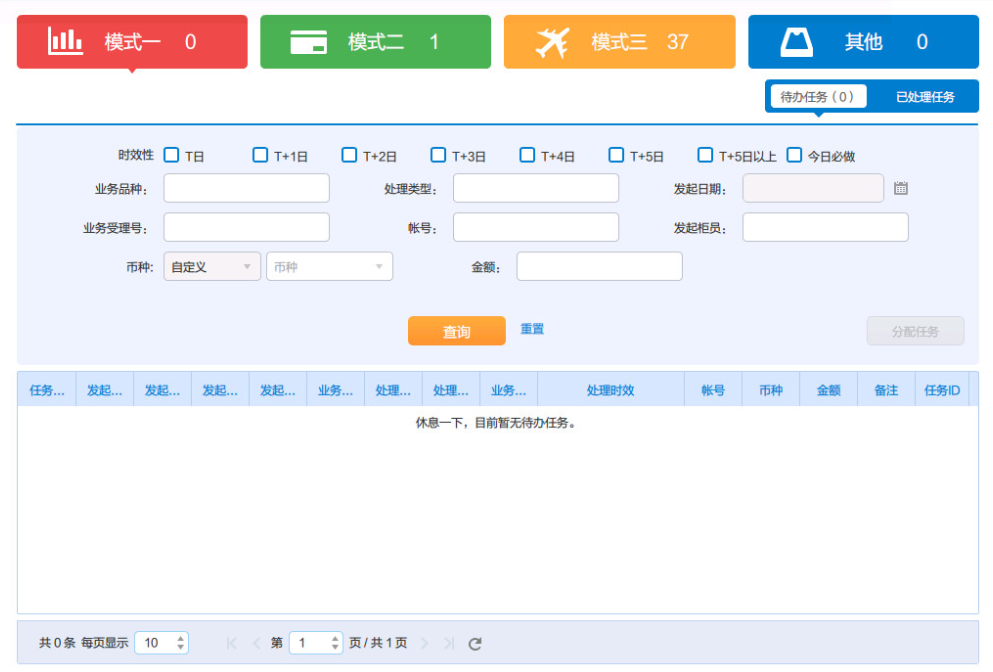 模式一 0 模式二 1 模式三 37 其他 0
待办任务（0） 已处理任务
时效性 T日 T+1日 T+2日 T+3日 T+4日 T+5日 T+5日以上 今日必做
业务品种： 处理类型： 发起日期：
业务受理号： 帐号： 发起柜员：
币种： 自定义 币种 金额：
查询 重置 分配任务
任务... 发起... 发起... 发起... 发起... 业务... 处理... 处理... 业务... 处理时效 帐号 币种 金额 备注 任务ID
休息一下，目前暂无待办任务。
共 0 条 每页显示 10 第 1 页 / 共 1 页